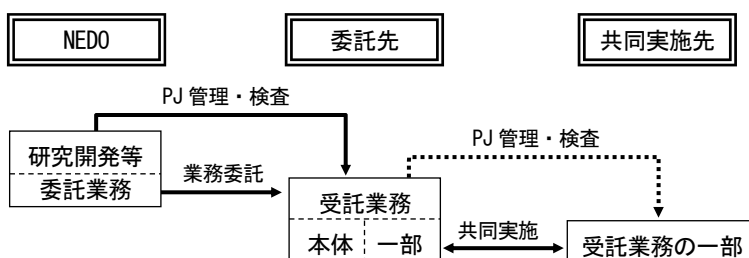 NEDO
委託先
共同実施先
PJ 管理・検査
PJ 管理・検査
研究開発等
委託業務
業務委託
受託業務
本体 一部
共同実施
受託業務の一部